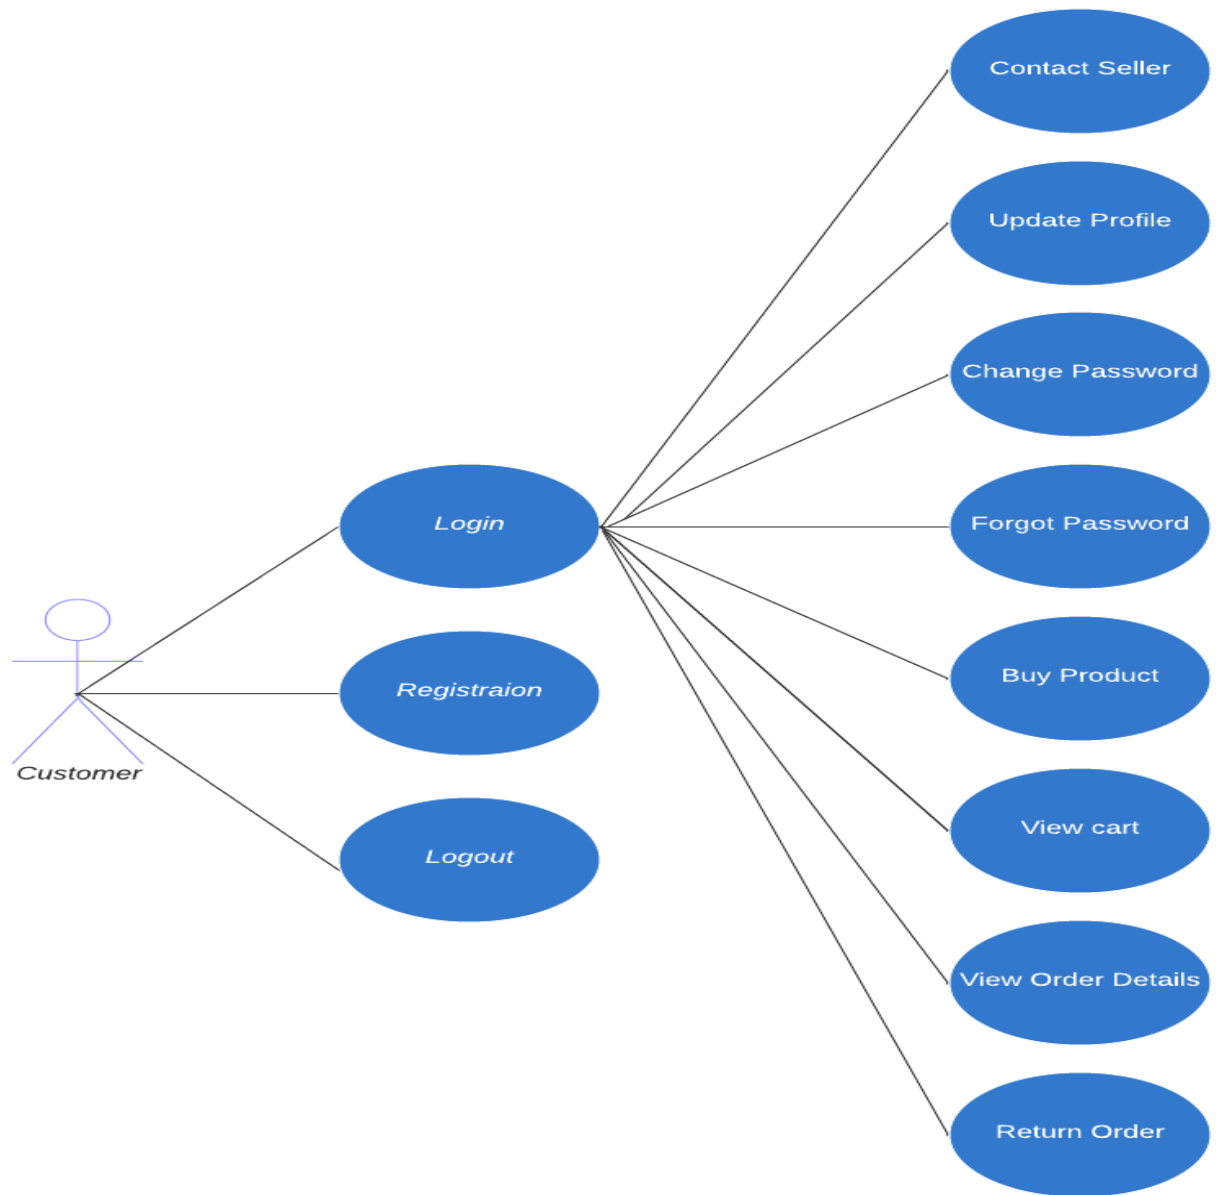 Contact Seller
Update Profile
Change Password
Login
Forgot Password
Registraion
Buy Product
Customer
View cart
Logout
View Order Details
Return Order